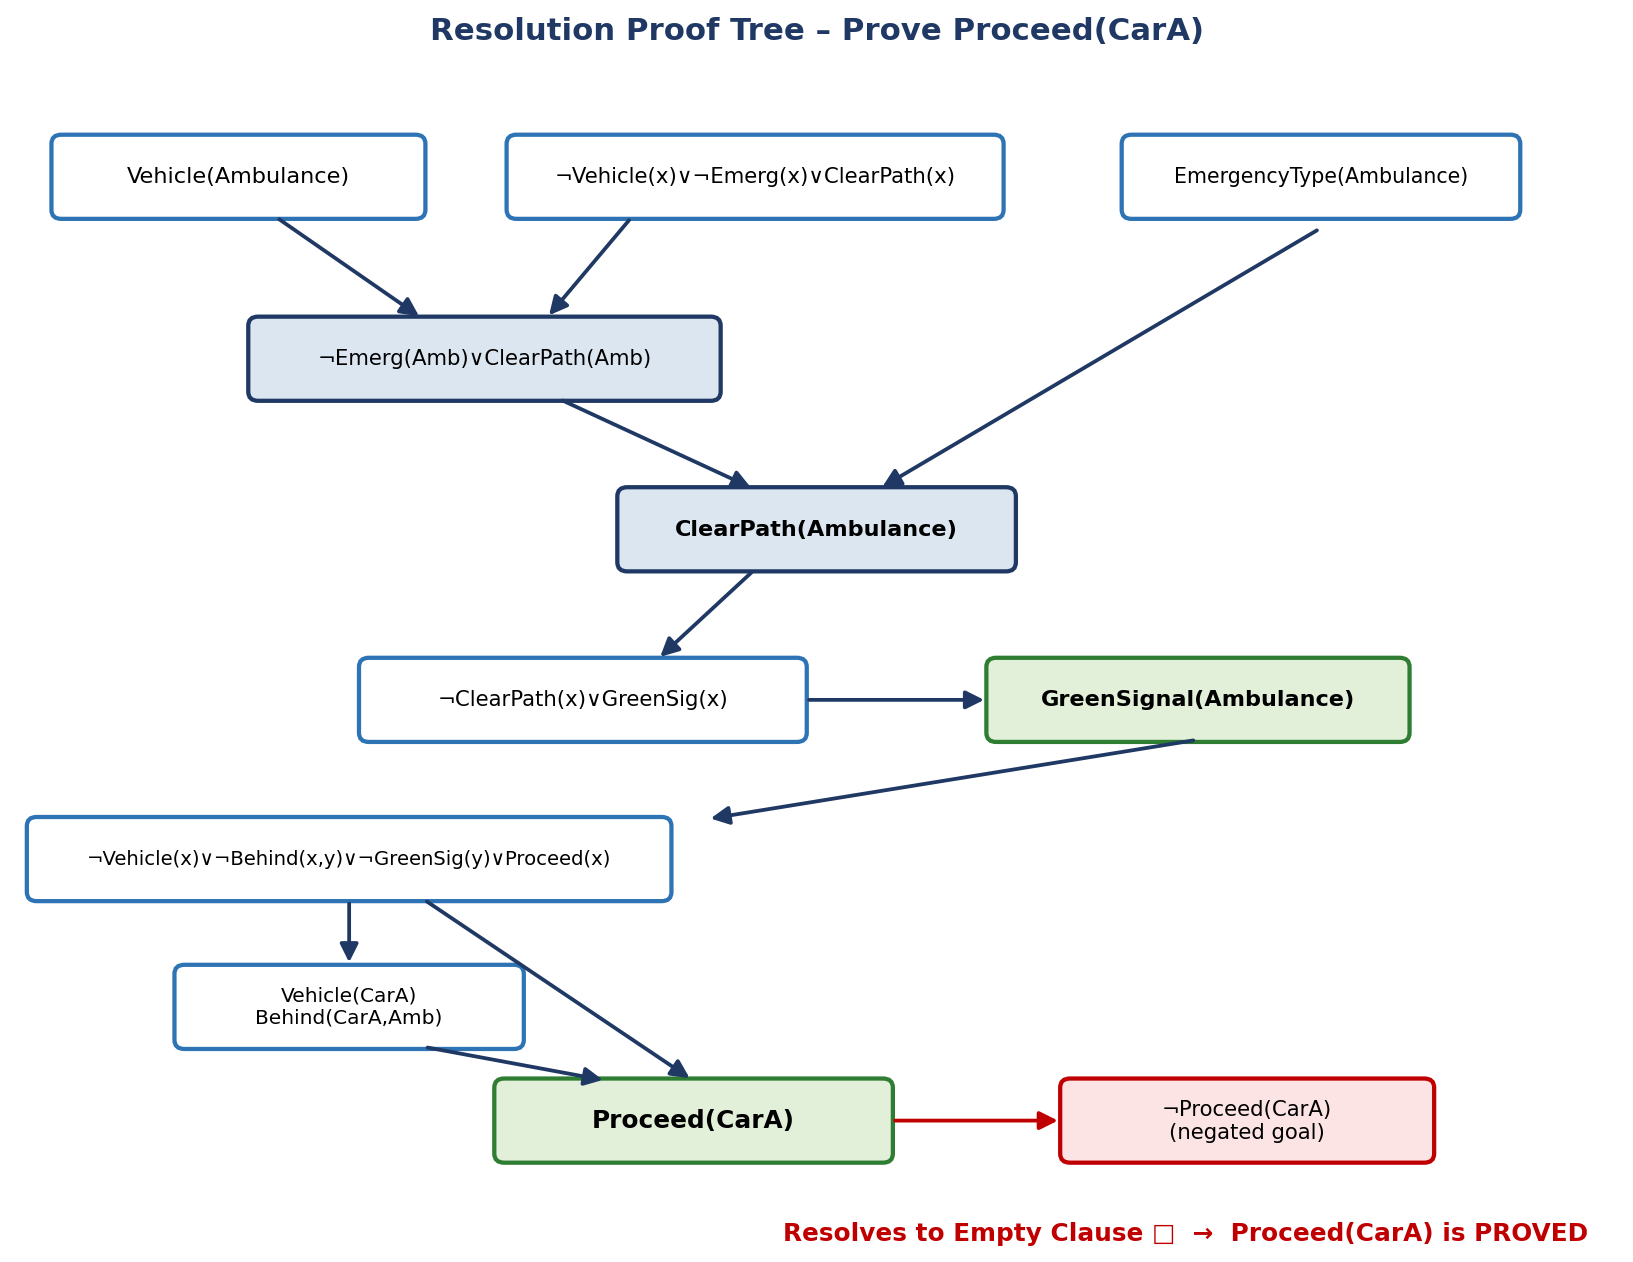 Resolution Proof Tree – Prove Proceed(CarA)
Vehicle(Ambulance)
¬Vehicle(x)∨¬Emerg(x)∨ClearPath(x)
EmergencyType(Ambulance)
¬Emerg(Amb)∨ClearPath(Amb)
ClearPath(Ambulance)
¬ClearPath(x)∨GreenSig(x)
GreenSignal(Ambulance)
¬Vehicle(x)∨¬Behind(x,y)∨¬GreenSig(y)∨Proceed(x)
Vehicle(CarA)
Behind(CarA,Amb)
Proceed(CarA)
¬Proceed(CarA)
(negated goal)
Resolves to Empty Clause □ → Proceed(CarA) is PROVED